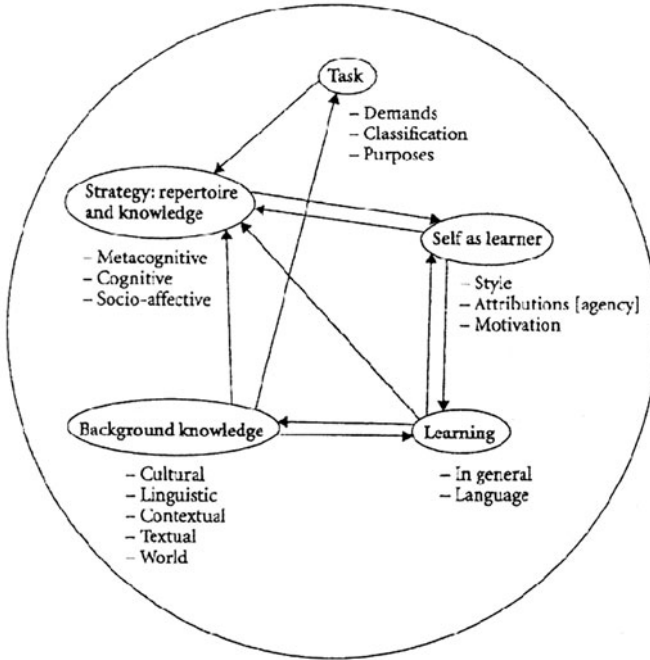 Task
– Demands
– Classification
– Purposes
Strategy: repertoire
and knowledge
– Metacognitive
– Cognitive
– Socio-affective
Self as learner
– Style
– Attributions [agency]
– Motivation
Background knowledge
– Cultural
– Linguistic
– Contextual
– Textual
– World
Learning
– In general
– Language